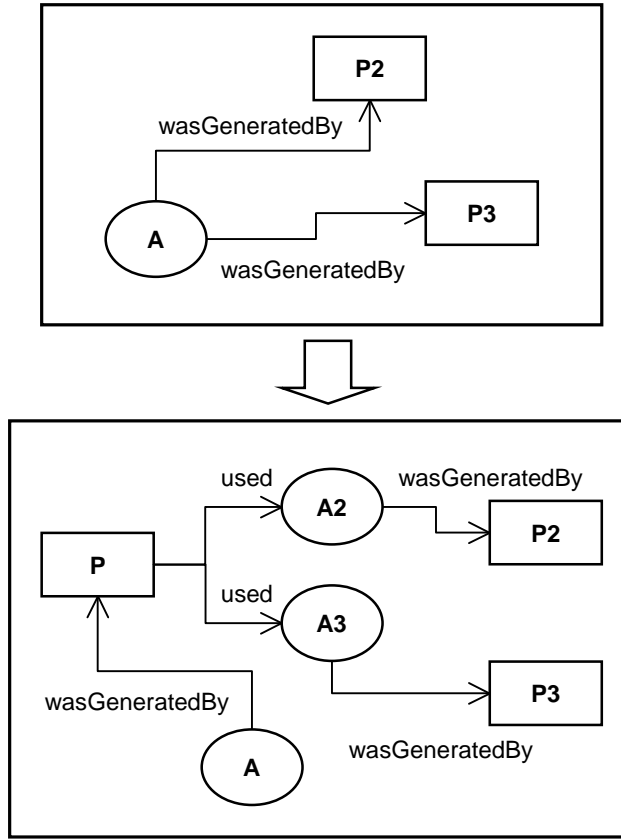 P2
wasGeneratedBy
P3
A
wasGeneratedBy
used
wasGeneratedBy
A2
P2
P
used
A3
P3
wasGeneratedBy
wasGeneratedBy
A